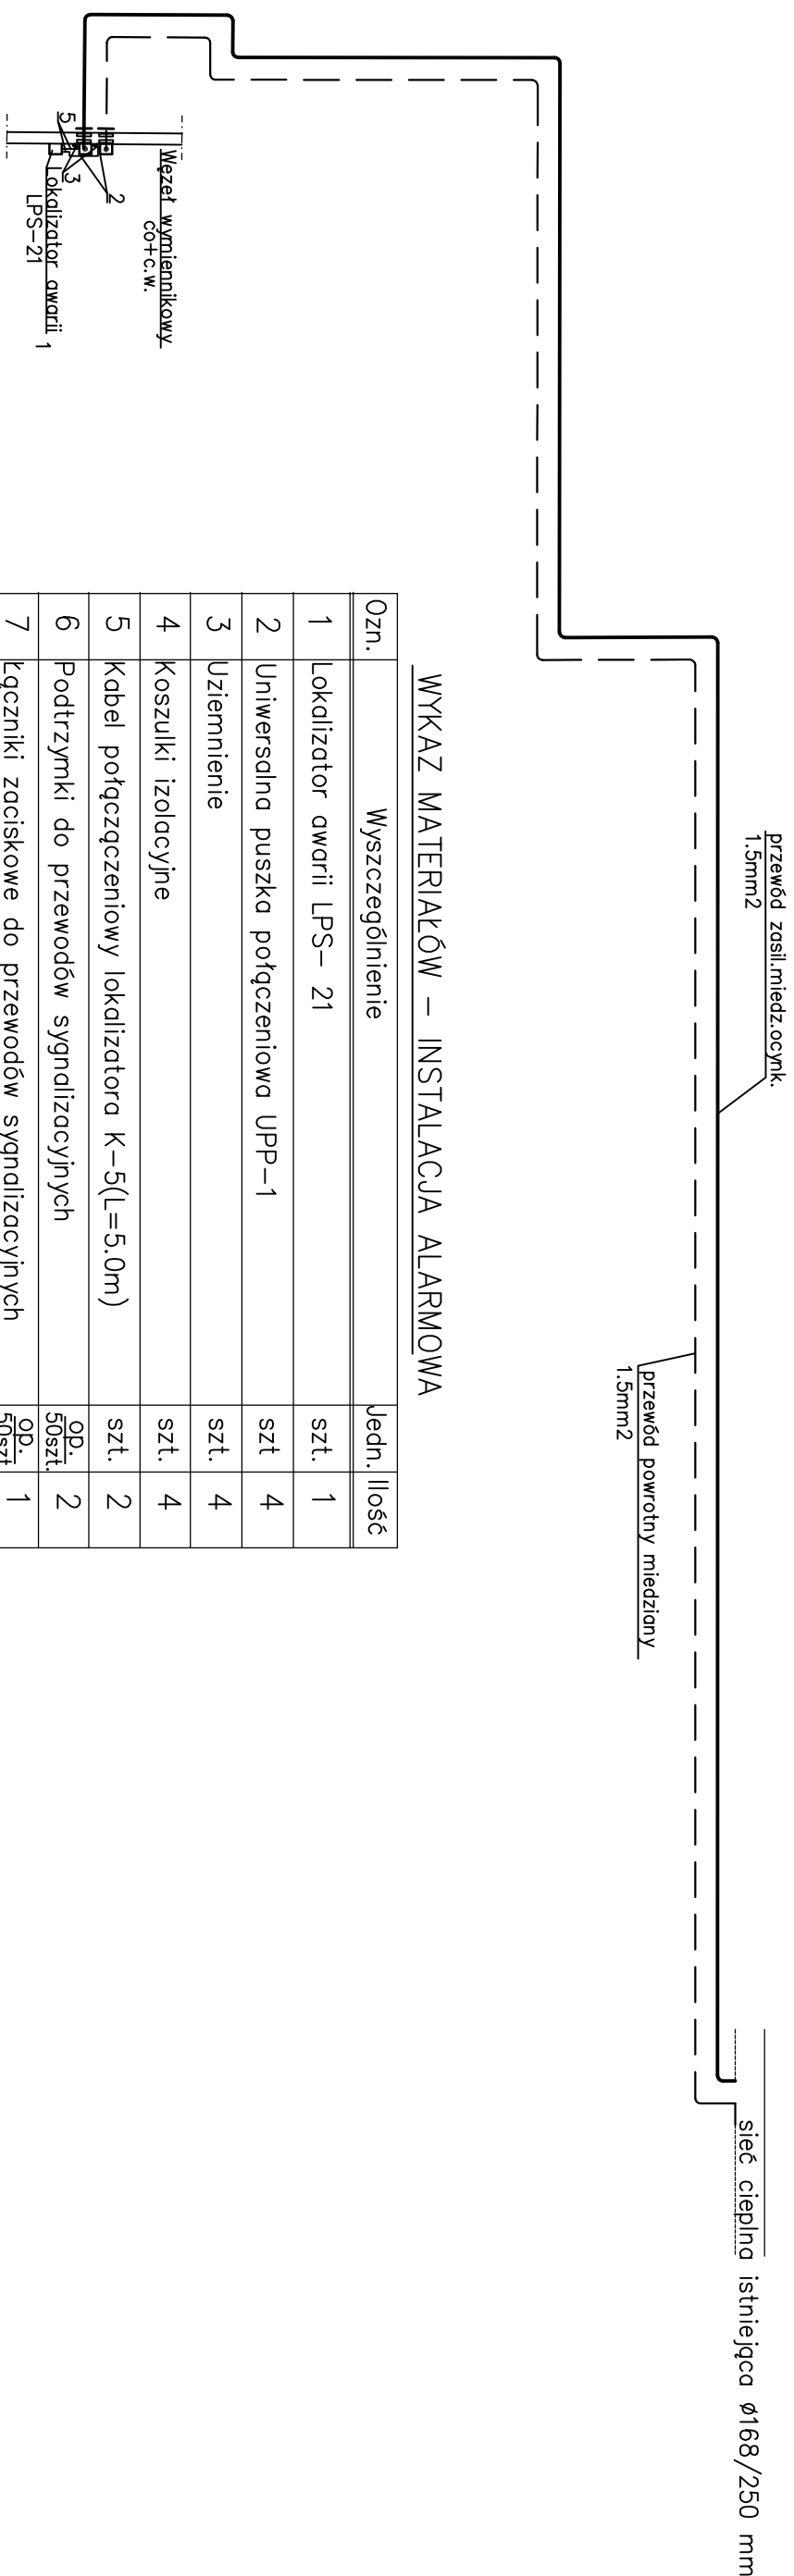 przewód zasil.miedz.ocynk.
1.5mm2
sieć cieplna istniejąca ø168/250 mm
przewód powrotny miedziany
1.5mm2
Węzeł wymiennikowy
co+c.w.
2
3
5
Lokalizator awarii
LPS-21
1
WYKAZ MATERIAŁÓW - INSTALACJA ALARMOWA
Ozn. Wyszczególnienie Jedn. Ilość
1 Lokalizator awarii LPS- 21 szt. 1
2 Uniwersalna puszka połączeniowa UPP-1 szt 4
3 Uziemnienie szt. 4
4 Koszulki izolacyjne szt. 4
5 Kabel połączączeniowy lokalizatora K-5(L=5.0m) szt. 2
6 Podtrzymki do przewodów sygnalizacyjnych op. 50szt. 2
7 Łączniki zaciskowe do przewodów sygnalizacyjnych op. 50szt 1